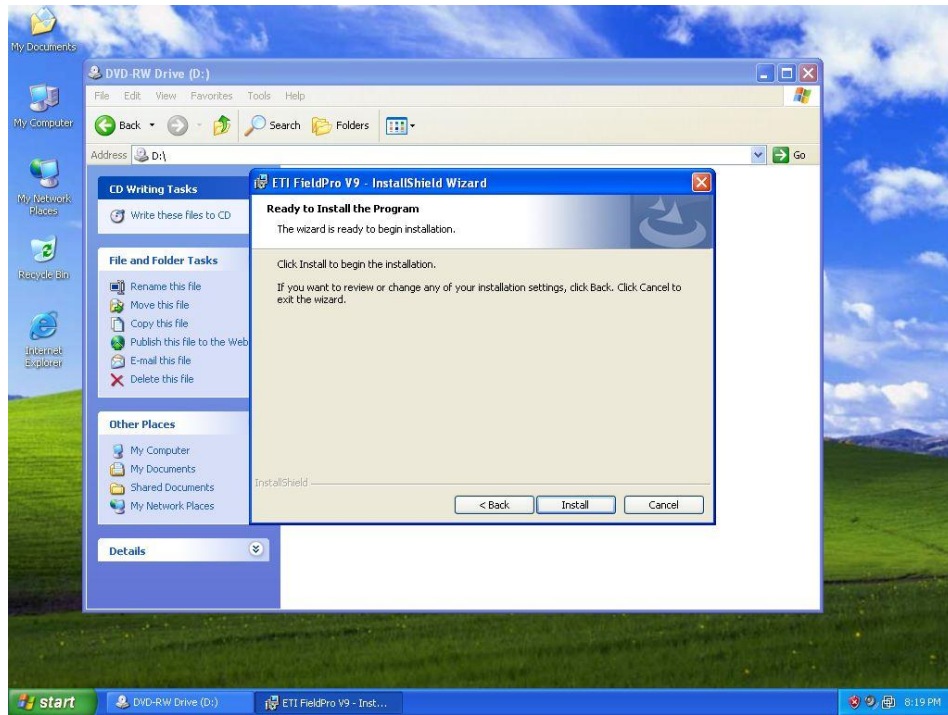 My Documents
My Computer
My Network
Places
Recycle Bin
Internet
Explorer
DVD-RW Drive (D:)
File Edit View Favorites Tools Help
Back Search Folders
Address D:\ Go
CD Writing Tasks
Write these files to CD
File and Folder Tasks
Rename this file
Move this file
Copy this file
Publish this file to the Web
E-mail this file
Delete this file
Other Places
My Computer
My Documents
Shared Documents
My Network Places
Details
ETI FieldPro V9 - InstallShield Wizard
Ready to Install the Program
The wizard is ready to begin installation.
Click Install to begin the installation.
If you want to review or change any of your installation settings, click Back. Click Cancel to
exit the wizard.
InstallShield
< Back Install Cancel
start DVD-RW Drive (D:) ETI FieldPro V9 - Inst... 8:19 PM